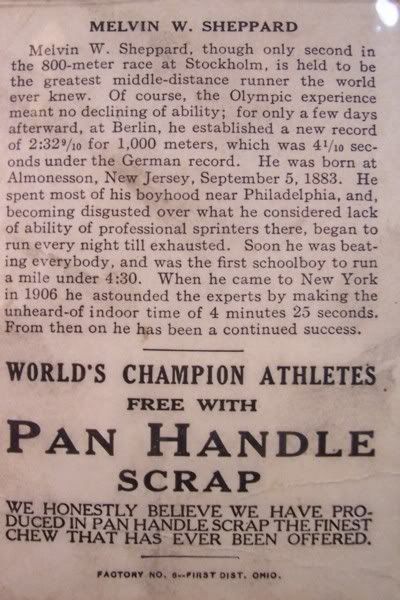 MELVIN W. SHEPPARD
Melvin W. Sheppard, though only second in
the 800-meter race at Stockholm, is held to be
the greatest middle-distance runner the world
ever knew. Of course, the Olympic experience
meant no declining of ability; for only a few days
afterward, at Berlin, he established a new record
of 2:32 9/10 for 1,000 meters, which was 4 1/10 sec-
onds under the German record. He was born at
Almonesson, New Jersey, September 5, 1883. He
spent most of his boyhood near Philadelphia, and,
becoming disgusted over what he considered lack
of ability of professional sprinters there, began to
run every night till exhausted. Soon he was beat-
ing everybody, and was the first schoolboy to run
a mile under 4:30. When he came to New York
in 1906 he astounded the experts by making the
unheard-of indoor time of 4 minutes 25 seconds.
From then on he has been a continued success.
WORLD'S CHAMPION ATHLETES
FREE WITH
PAN HANDLE
SCRAP
WE HONESTLY BELIEVE WE HAVE PRO-
DUCED IN PAN HANDLE SCRAP THE FINEST
CHEW THAT HAS EVER BEEN OFFERED.
FACTORY NO. 6--FIRST DIST. OHIO.